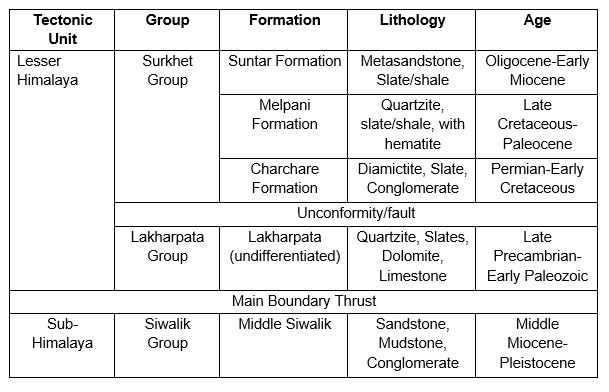 Tectonic Unit Group Formation Lithology Age
Lesser Himalaya
Surkhet Group
Suntar Formation
Metasandstone, Slate/shale
Oligocene-Early Miocene
Melpani Formation
Quartzite, slate/shale, with hematite
Late Cretaceous-Paleocene
Charchare Formation
Diamictite, Slate, Conglomerate
Permian-Early Cretaceous
Unconformity/fault
Lakharpata Group
Lakharpata (undifferentiated)
Quartzite, Slates, Dolomite, Limestone
Late Precambrian-Early Paleozoic
Main Boundary Thrust
Sub-Himalaya
Siwalik Group
Middle Siwalik
Sandstone, Mudstone, Conglomerate
Middle Miocene-Pleistocene